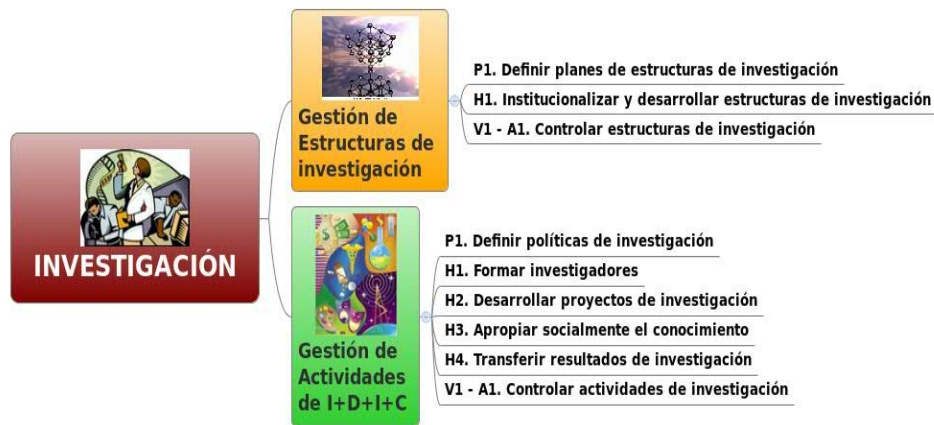 INVESTIGACIÓN
Gestión de
Estructuras de
investigación
P1. Definir planes de estructuras de investigación
H1. Institucionalizar y desarrollar estructuras de investigación
V1 - A1. Controlar estructuras de investigación
Gestión de
Actividades
de I+D+I+C
P1. Definir políticas de investigación
H1. Formar investigadores
H2. Desarrollar proyectos de investigación
H3. Apropiar socialmente el conocimiento
H4. Transferir resultados de investigación
V1 - A1. Controlar actividades de investigación